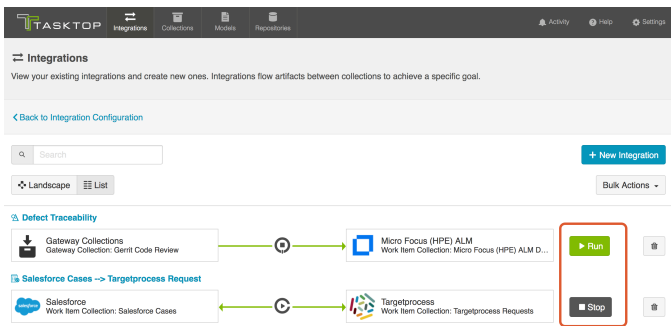 TASKTOP
Integrations
Collections
Models
Repositories
Activity
Help
Settings
Integrations
View your existing integrations and create new ones. Integrations flow artifacts between collections to achieve a specific goal.
Back to Integration Configuration
Search
+ New Integration
Landscape
List
Bulk Actions
Defect Traceability
Gateway Collections
Gateway Collection: Gerrit Code Review
Micro Focus (HPE) ALM
Work Item Collection: Micro Focus (HPE) ALM D...
Run
Salesforce Cases --> Targetprocess Request
salesforce
Salesforce
Work Item Collection: Salesforce Cases
Targetprocess
Work Item Collection: Targetprocess Requests
Stop